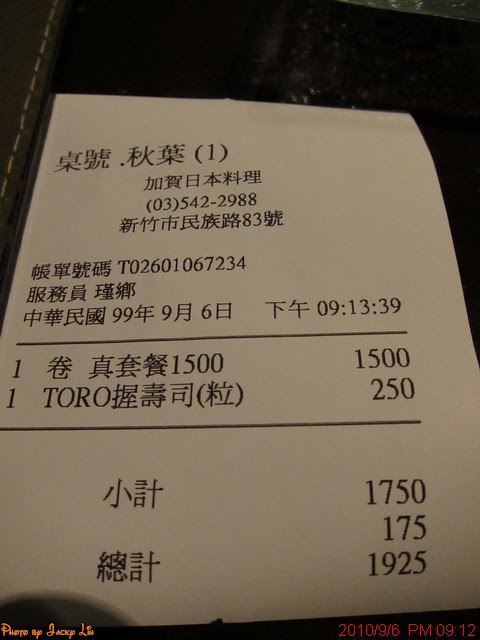 桌號 .秋葉 (1)
加賀日本料理
(03)542-2988
新竹市民族路83號
帳單號碼 T02601067234
服務員 瑾鄉
中華民國 99年 9月 6日 下午 09:13:39
1 卷 真套餐1500 1500
1 TORO握壽司(粒) 250
小計 1750
175
總計 1925
Photo by Jacky Lin
2010/9/6 PM 09:12